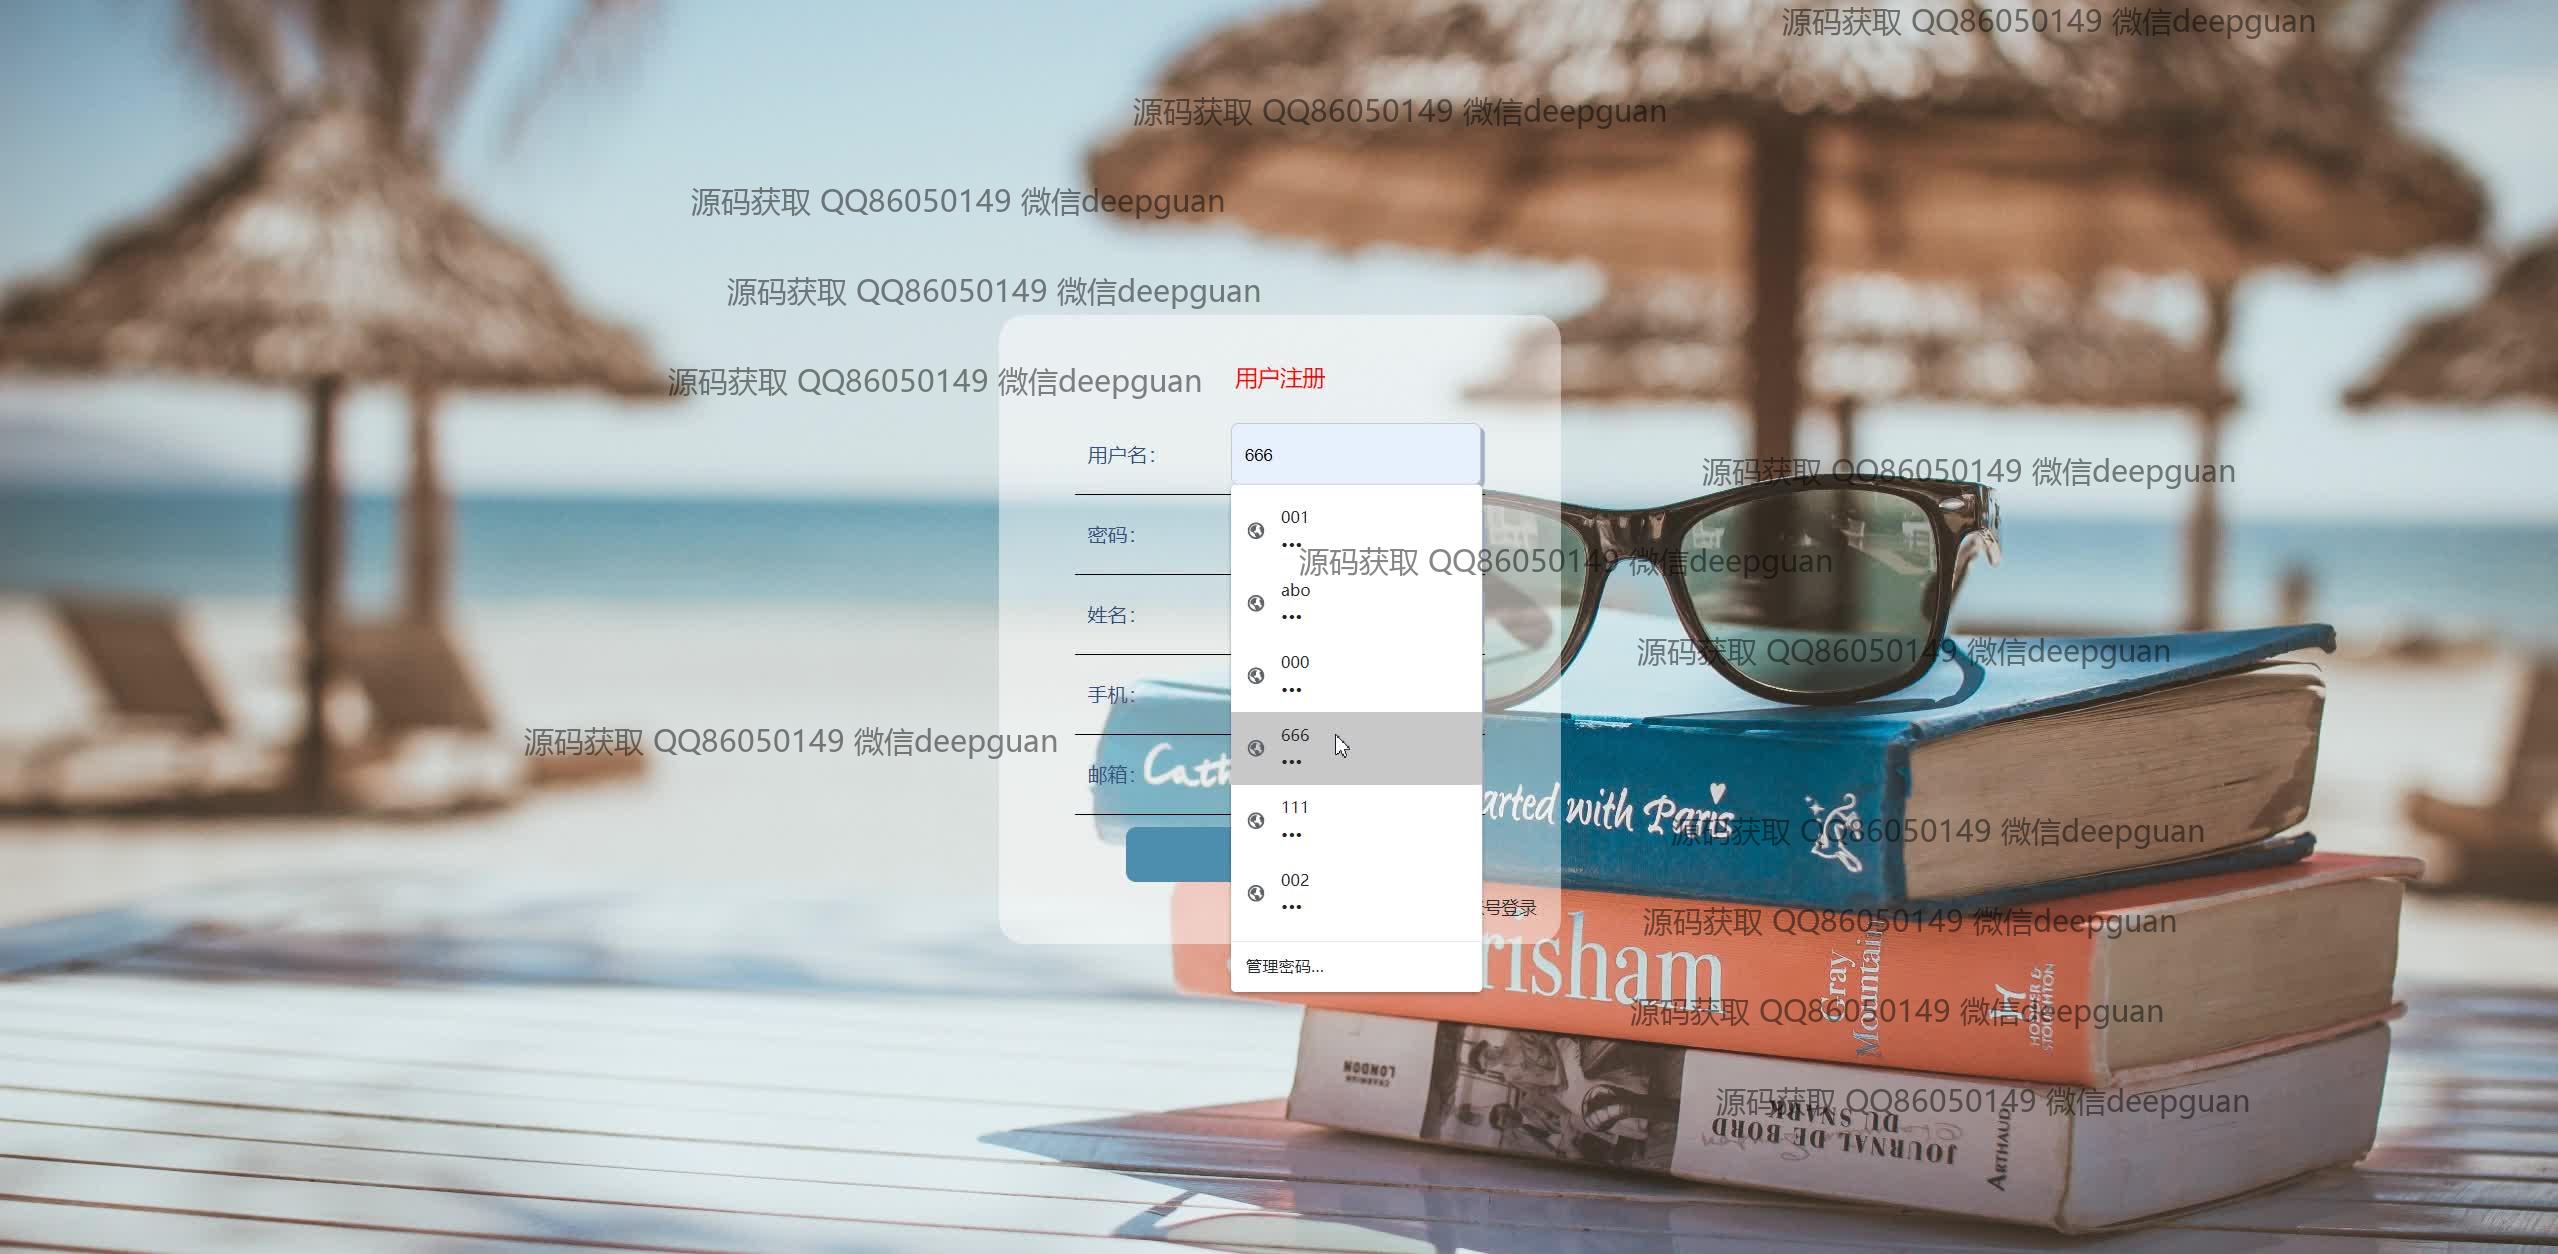 源码获取 QQ86050149 微信deepguan
源码获取 QQ86050149 微信deepguan
源码获取 QQ86050149 微信deepguan
源码获取 QQ86050149 微信deepguan
源码获取 QQ86050149 微信deepguan
用户注册
用户名：
666
源码获取 QQ86050149 微信deepguan
001
•••
密码：
源码获取 QQ86050149 微信deepguan
abo
•••
姓名：
源码获取 QQ86050149 微信deepguan
000
•••
手机：
666
•••
源码获取 QQ86050149 微信deepguan
邮箱：
111
•••
arted with Paris
源码获取 QQ86050149 微信deepguan
002
•••
号登录
源码获取 QQ86050149 微信deepguan
管理密码...
risham
Gray
Mountain
HODDER &
STOUGHTON
源码获取 QQ86050149 微信deepguan
LONDON
源码获取 QQ86050149 微信deepguan
JOURNAL DE BORD
DU SNARK
ARTHAUD